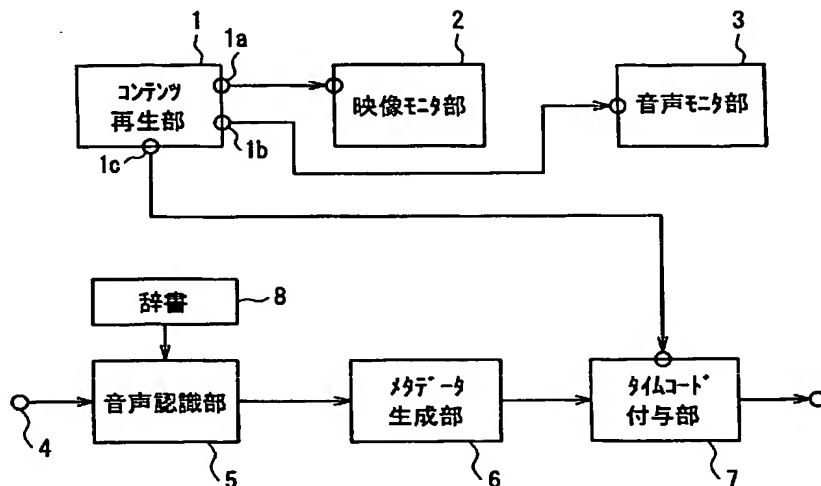 1
1a
2
3
コンテンツ
再生部
映像モニタ部
音声モニタ部
1b
1c
辞書
8
音声認識部
メタデータ
生成部
タイムコード
付与部
4
5
6
7